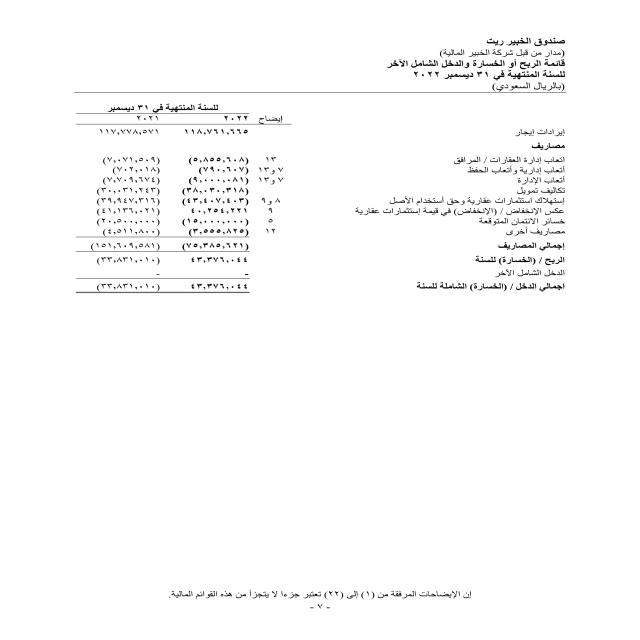 صندوق الخبير ريت
(مدار من قبل شركة الخبير المالية)
قائمة الربح أو الخسارة والدخل الشامل الآخر
للسنة المنتهية في ٣١ ديسمبر ٢٠٢٢
(بالريال السعودي)
للسنة المنتهية في ٣١ ديسمبر
إيضاح ٢٠٢٢ ٢٠٢١
إيرادات إيجار ١١٨,٧٦١,٦٦٥ ١١٧,٧٧٨,٥٧١
مصاريف
اتعاب إدارة العقارات / المرافق ١٣ (٥,٨٥٥,٦٠٨) (٧,٠٧١,٥٠٩)
أتعاب إدارية وأتعاب الحفظ ٧ و١٣ (٧٩٠,٦٠٧) (٧٠٢,٠١٨)
أتعاب الإدارة ٧ و١٣ (٩,٠٠٠,٠٨١) (٧,٧٠٩,٦٧٤)
تكاليف تمويل (٣٨,٠٣٠,٣١٨) (٣٠,٠٣١,٢٤٣)
إستهلاك استثمارات عقارية وحق أستخدام الأصل ٨ و٩ (٤٣,٤٠٧,٤٠٣) (٣٩,٩٤٧,٣١٦)
عكس الإنخفاض / (الإنخفاض) في قيمة إستثمارات عقارية ٩ ٤٠,٢٥٤,٢٢١ (٤١,١٣٦,٠٢١)
خسائر الائتمان المتوقعة ٥ (١٥,٠٠٠,٠٠٠) (٢٠,٥٠٠,٠٠٠)
مصاريف أخرى ١٢ (٣,٥٥٥,٨٢٥) (٤,٥١١,٨٠٠)
إجمالي المصاريف (٧٥,٣٨٥,٦٢١) (١٥١,٦٠٩,٥٨١)
الربح / (الخسارة) للسنة ٤٣,٣٧٦,٠٤٤ (٣٣,٨٣١,٠١٠)
الدخل الشامل الآخر - -
اجمالي الدخل / (الخسارة) الشاملة للسنة ٤٣,٣٧٦,٠٤٤ (٣٣,٨٣١,٠١٠)
إن الإيضاحات المرفقة من (١) إلى (٢٢) تعتبر جزءا لا يتجزأ من هذه القوائم المالية.
- ٧ -